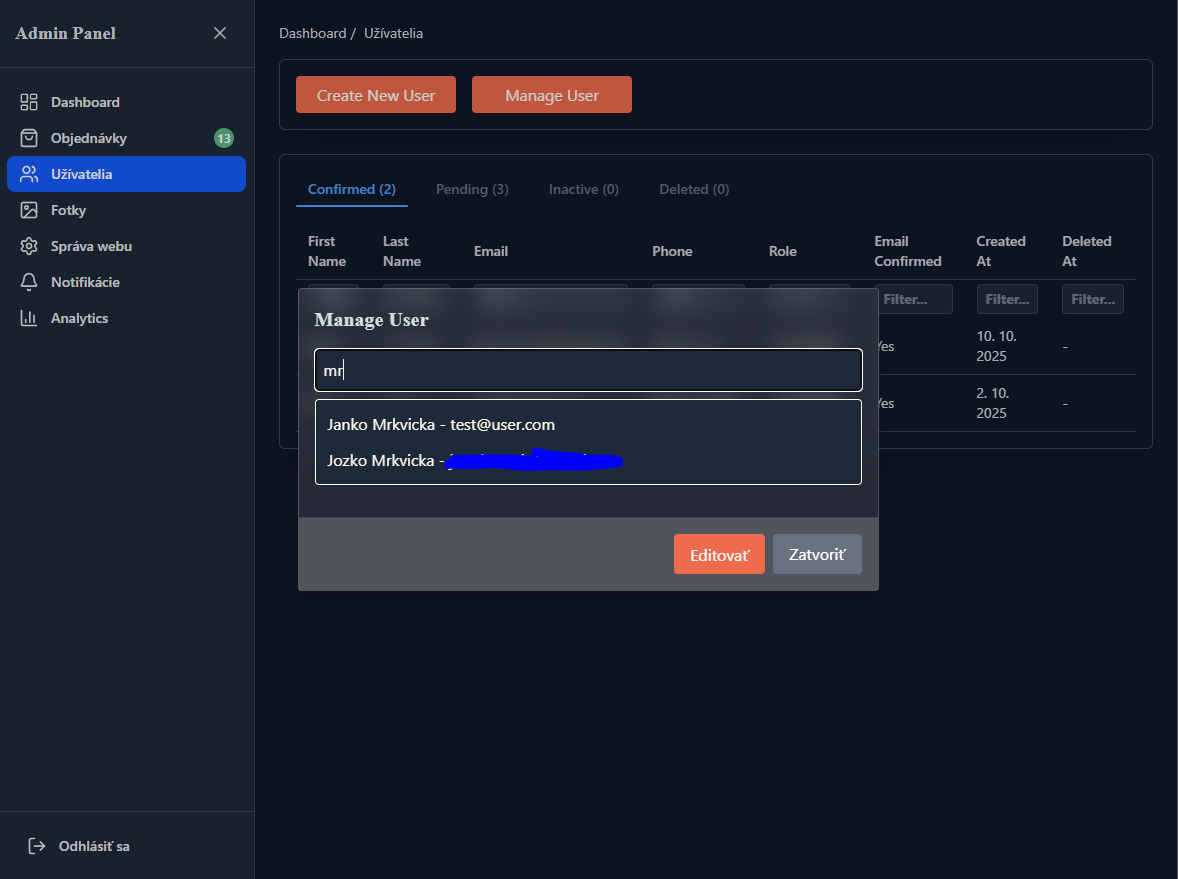 Admin Panel
Dashboard
Objednávky 13
Užívatelia
Fotky
Správa webu
Notifikácie
Analytics
Odhlásiť sa
Dashboard / Užívatelia
Create New User Manage User
Confirmed (2) Pending (3) Inactive (0) Deleted (0)
First Name Last Name Email Phone Role Email Confirmed Created At Deleted At
Filter... Filter... Filter...
10. 10. 2025 -
2. 10. 2025 -
Manage User
mr
Janko Mrkvicka - test@user.com
Jozko Mrkvicka -
Editovať Zatvoriť